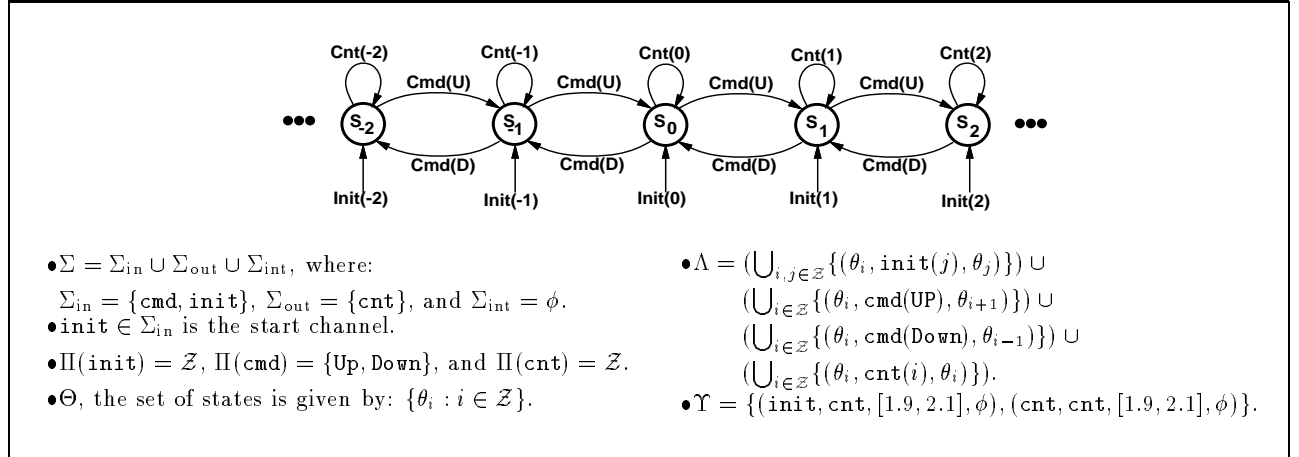 Cnt(-2) Cnt(-1) Cnt(0) Cnt(1) Cnt(2)
Cmd(U) Cmd(U) Cmd(U) Cmd(U)
••• S-2 S-1 S0 S1 S2 •••
Cmd(D) Cmd(D) Cmd(D) Cmd(D)
Init(-2) Init(-1) Init(0) Init(1) Init(2)
•Σ = Σin ∪ Σout ∪ Σint, where:
Σin = {cmd, init}, Σout = {cnt}, and Σint = ϕ.
•init ∈ Σin is the start channel.
•Π(init) = Z, Π(cmd) = {Up, Down}, and Π(cnt) = Z.
•Θ, the set of states is given by: {θi : i ∈ Z}.
•Λ = (⋃i,j∈Z{(θi, init(j), θj)}) ∪
(⋃i∈Z{(θi, cmd(UP), θi+1)}) ∪
(⋃i∈Z{(θi, cmd(Down), θi−1)}) ∪
(⋃i∈Z{(θi, cnt(i), θi)}).
•Υ = {(init, cnt, [1.9, 2.1], ϕ), (cnt, cnt, [1.9, 2.1], ϕ)}.